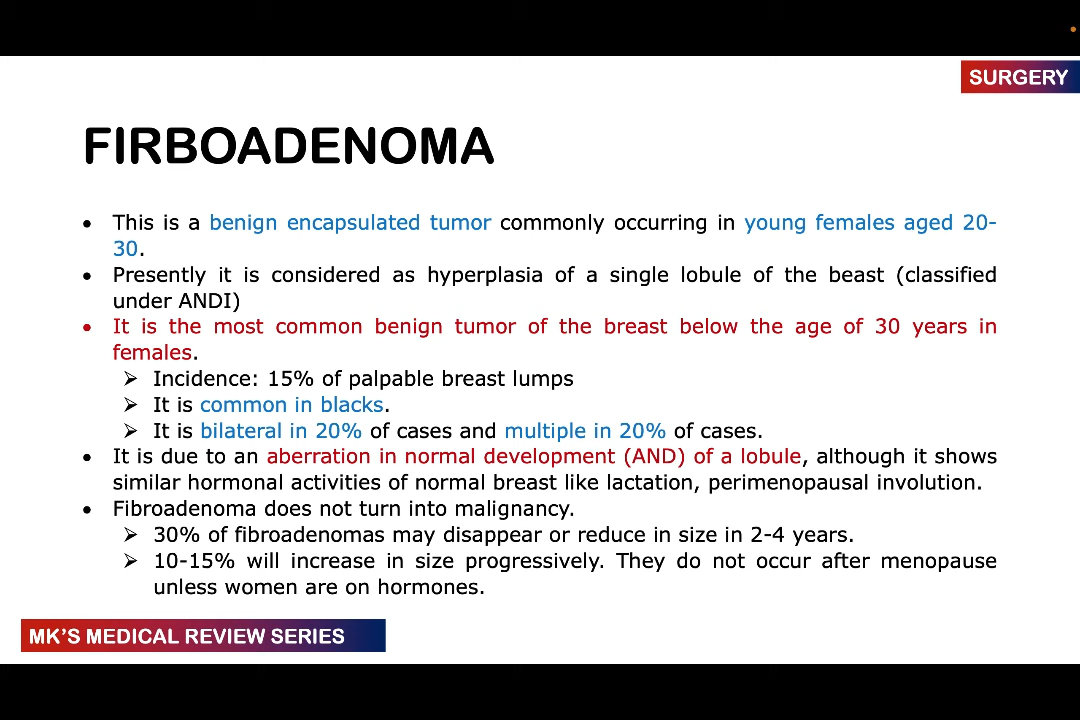 SURGERY
FIRBOADENOMA
• This is a benign encapsulated tumor commonly occurring in young females aged 20-
30.
• Presently it is considered as hyperplasia of a single lobule of the beast (classified
under ANDI)
• It is the most common benign tumor of the breast below the age of 30 years in
females.
➢ Incidence: 15% of palpable breast lumps
➢ It is common in blacks.
➢ It is bilateral in 20% of cases and multiple in 20% of cases.
• It is due to an aberration in normal development (AND) of a lobule, although it shows
similar hormonal activities of normal breast like lactation, perimenopausal involution.
• Fibroadenoma does not turn into malignancy.
➢ 30% of fibroadenomas may disappear or reduce in size in 2-4 years.
➢ 10-15% will increase in size progressively. They do not occur after menopause
unless women are on hormones.
MK'S MEDICAL REVIEW SERIES